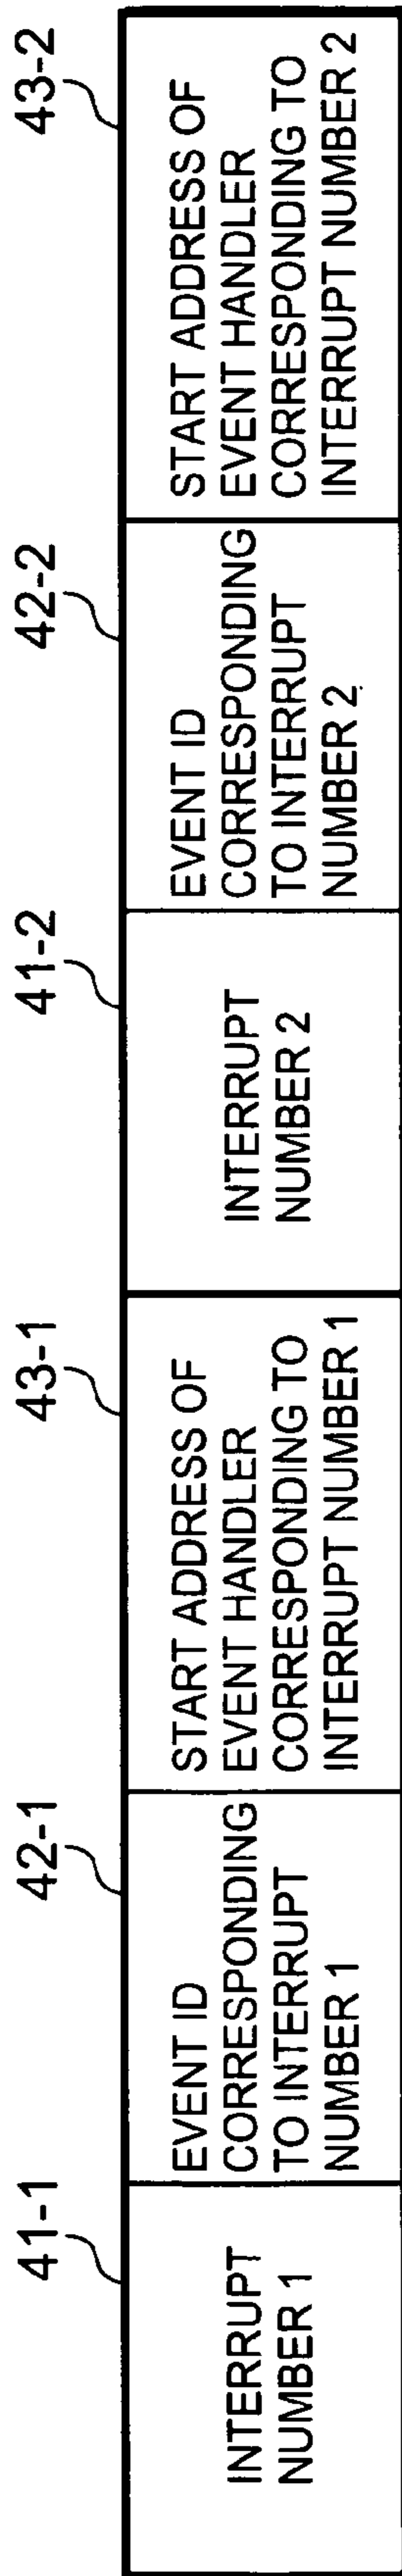 41-1
INTERRUPT
NUMBER 1
42-1
EVENT ID
CORRESPONDING
TO INTERRUPT
NUMBER 1
43-1
START ADDRESS OF
EVENT HANDLER
CORRESPONDING TO
INTERRUPT NUMBER 1
41-2
INTERRUPT
NUMBER 2
42-2
EVENT ID
CORRESPONDING
TO INTERRUPT
NUMBER 2
43-2
START ADDRESS OF
EVENT HANDLER
CORRESPONDING TO
INTERRUPT NUMBER 2